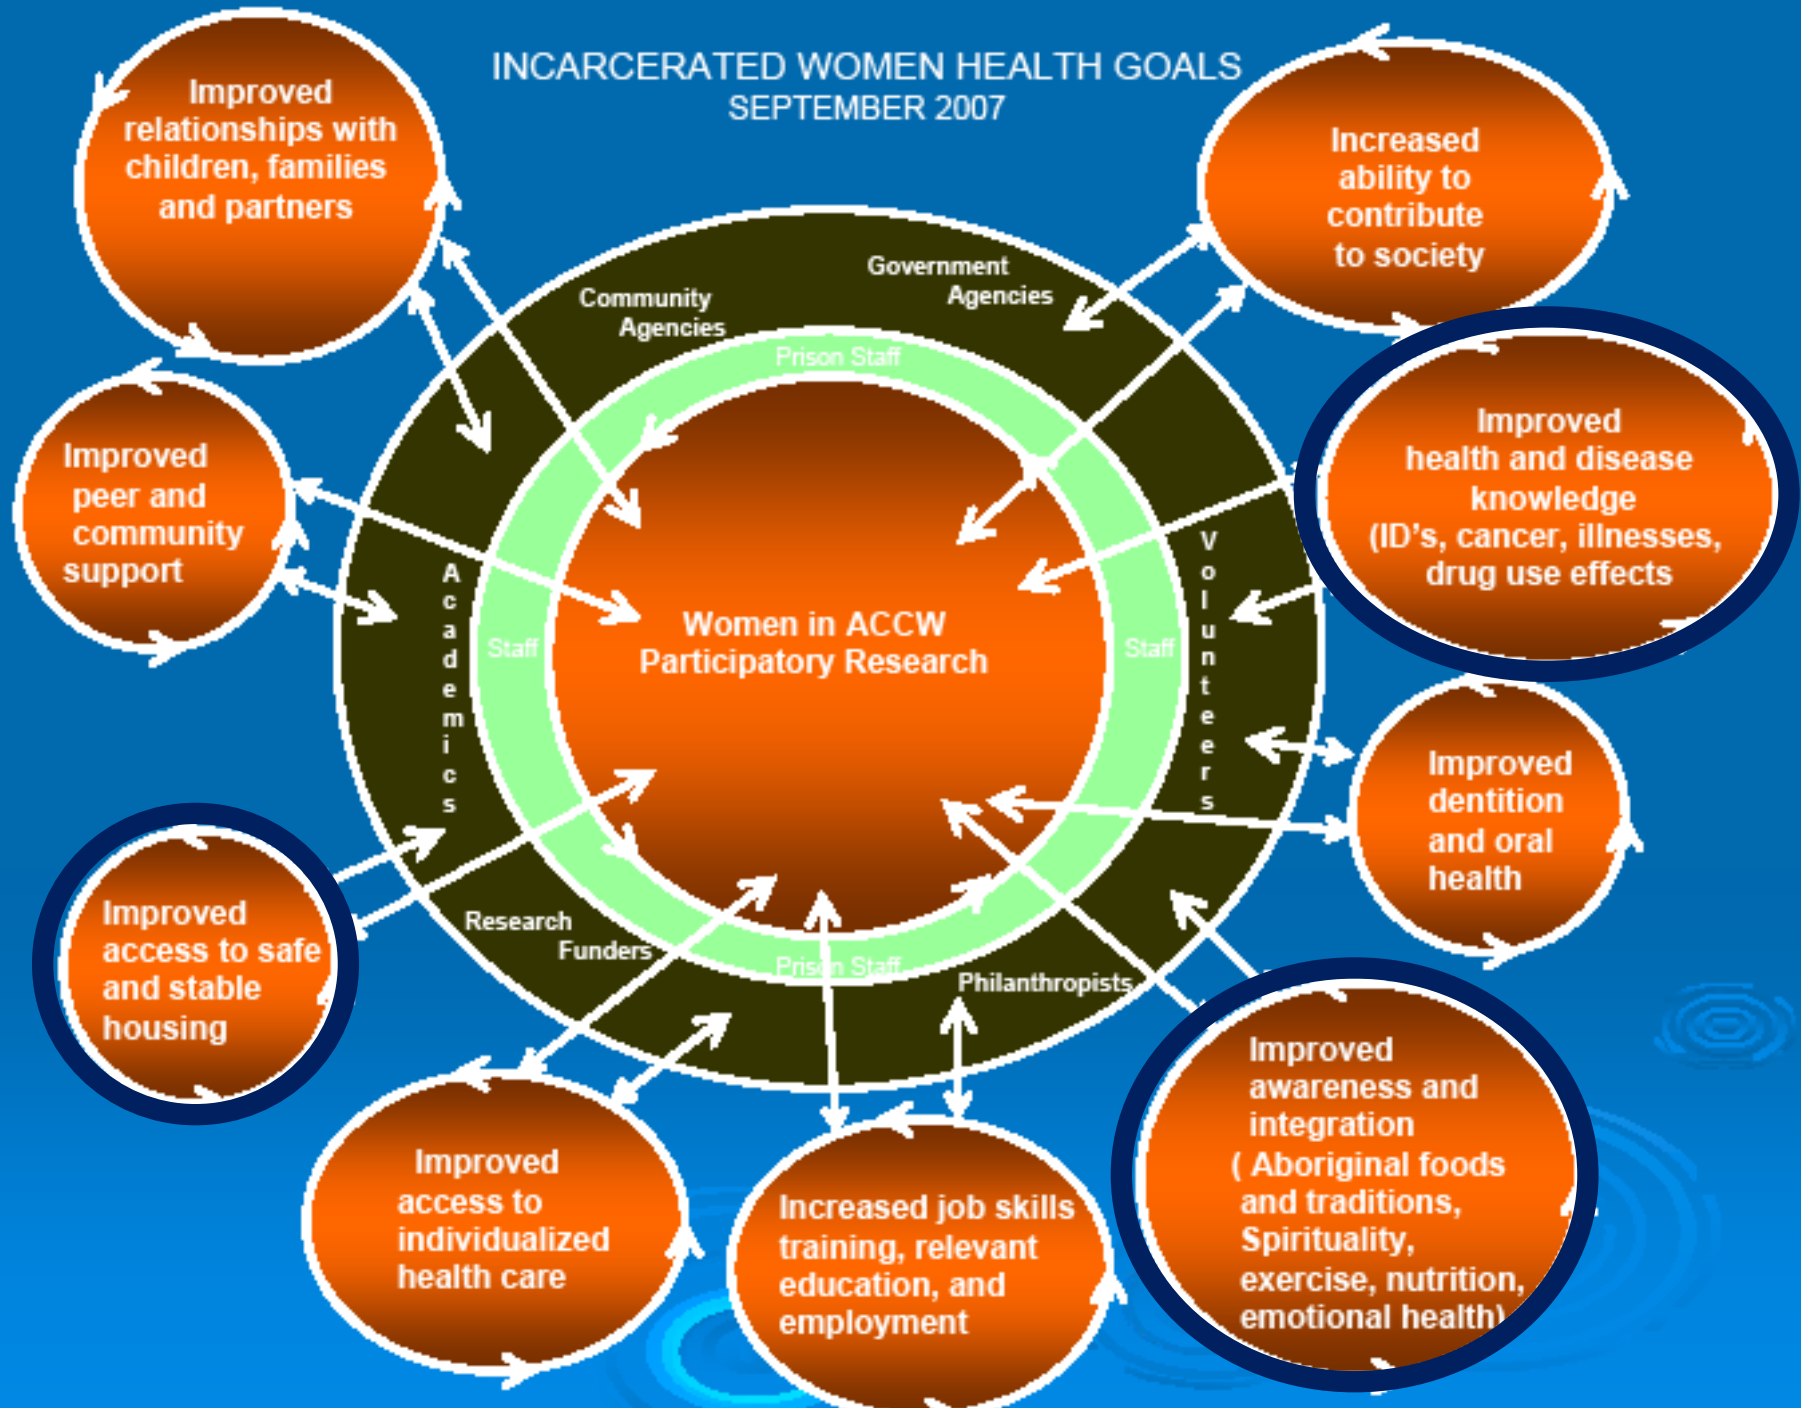 INCARCERATED WOMEN HEALTH GOALS
SEPTEMBER 2007
Improved
relationships with
children, families
and partners
Increased
ability to
contribute
to society
Government
Agencies
Community
Agencies
Prison Staff
Improved
health and disease
knowledge
(ID's, cancer, illnesses,
drug use effects
Improved
peer and
community
support
Academics
Staff
Women in ACCW
Participatory Research
Staff
Volunteers
Improved
dentition
and oral
health
Improved
access to safe
and stable
housing
Research
Funders
Prison Staff
Philanthropists
Improved
awareness and
integration
( Aboriginal foods
and traditions,
Spirituality,
exercise, nutrition,
emotional health)
Improved
access to
individualized
health care
Increased job skills
training, relevant
education, and
employment